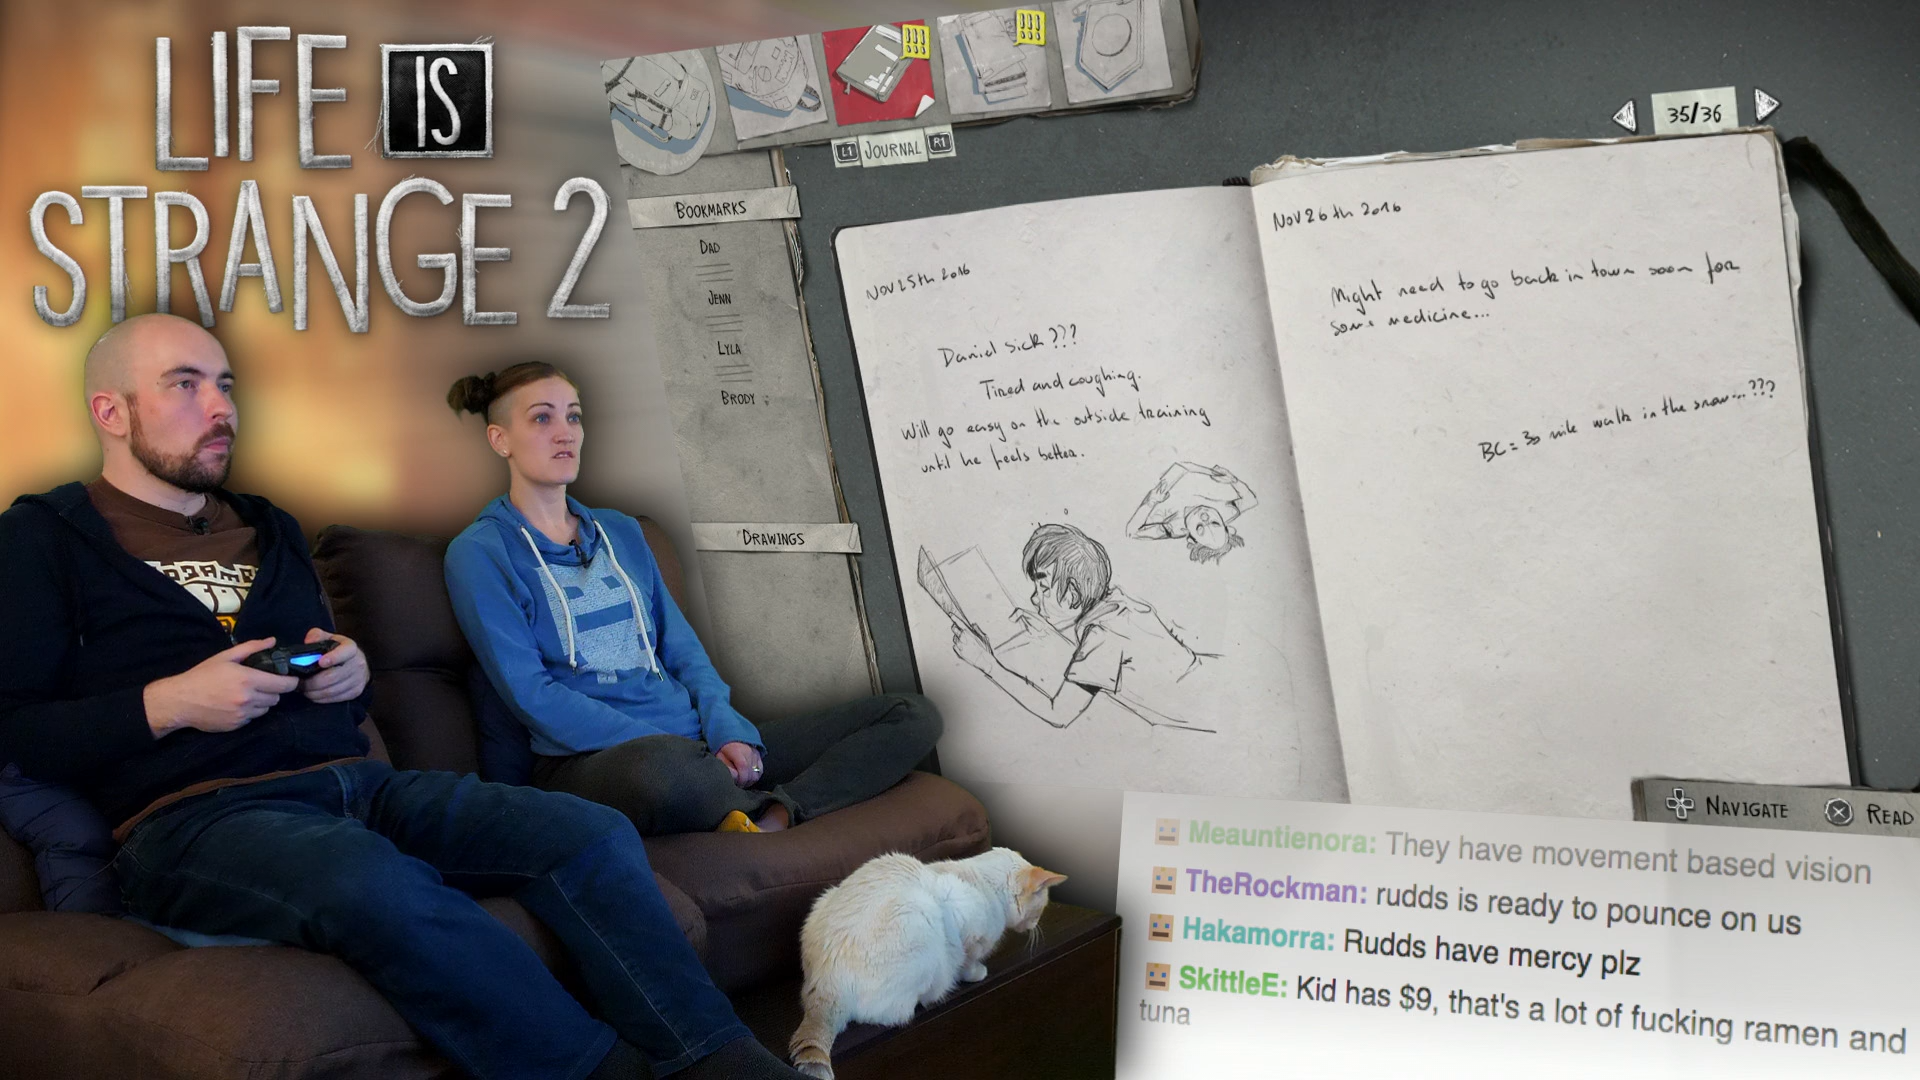 LIFE IS
STRANGE 2
35/36
L1 JOURNAL R1
BOOKMARKS
DAD
JENN
LYLA
BRODY
DRAWINGS
Nov 25th 2016
Daniel sick ???
Tired and coughing.
Will go easy on the outside training
until he feels better.
Nov 26th 2016
Might need to go back in town soon for
some medicine...
BC = 30 mile walk in the snow...???
NAVIGATE
READ
Meauntienora: They have movement based vision
TheRockman: rudds is ready to pounce on us
Hakamorra: Rudds have mercy plz
SkittleE: Kid has $9, that's a lot of fucking ramen and
tuna